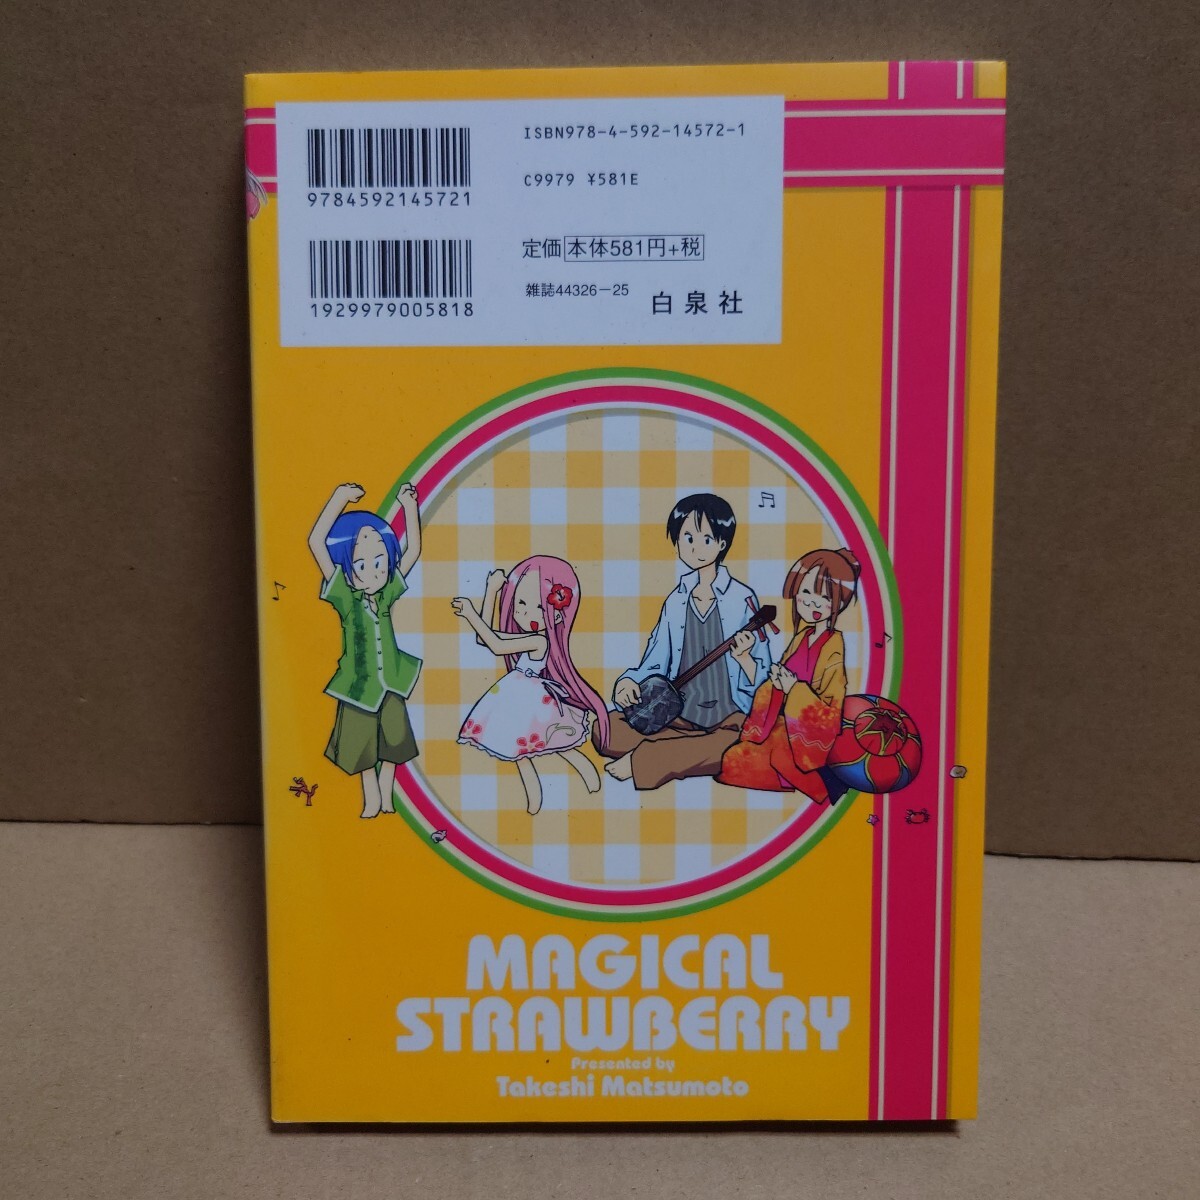 ISBN978-4-592-14572-1
C9979 ¥581E
9784592145721
定価本体581円+税
雑誌44326-25
1929979005818
白泉社
MAGICAL
STRAWBERRY
Presented by
Takeshi Matsumoto